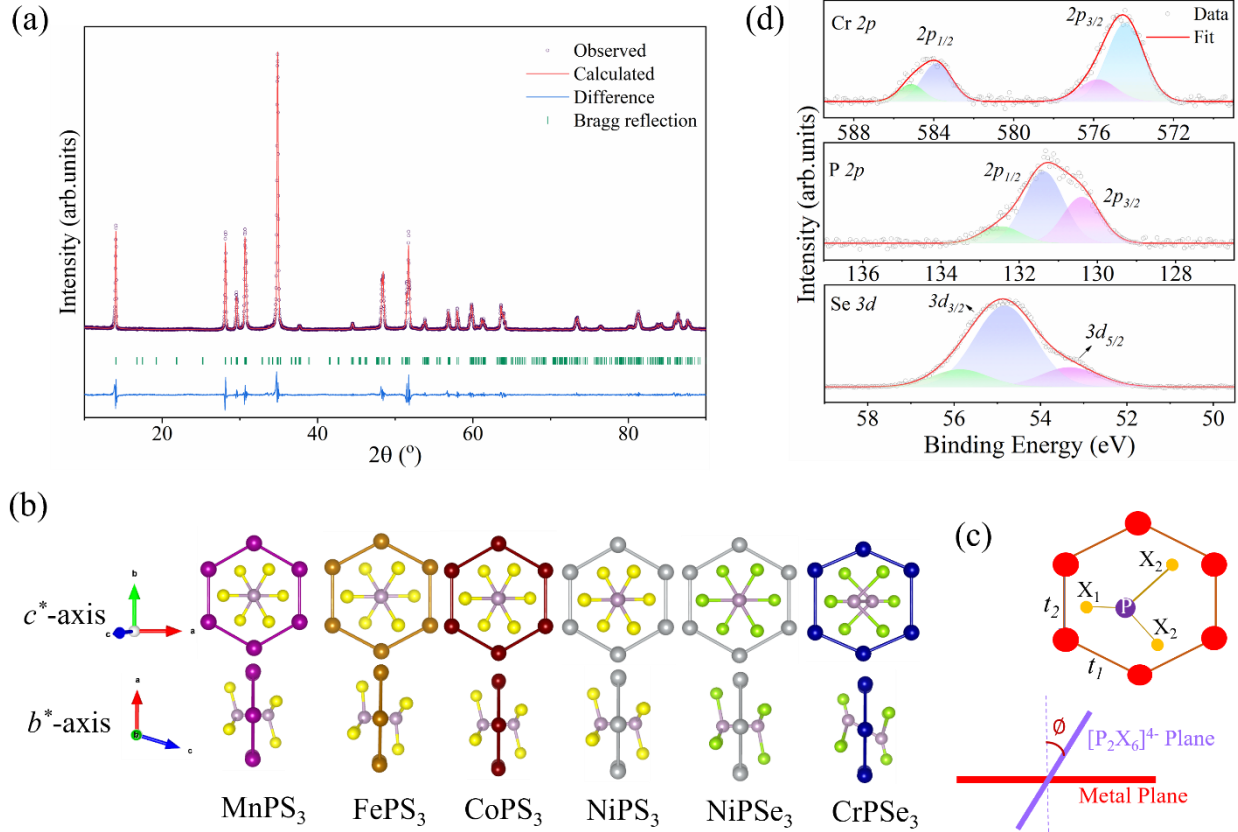 (a)
Intensity (arb.units)
Observed
Calculated
Difference
Bragg reflection
20 40 60 80
2θ (º)
(d)
Intensity (arb.units)
Cr 2p
2p1/2
2p3/2
Data
Fit
588 584 580 576 572
P 2p
2p1/2
2p3/2
136 134 132 130 128
Se 3d
3d3/2
3d5/2
58 56 54 52 50
Binding Energy (eV)
(b)
c*-axis
b
c
a
b*-axis
a
b
c
MnPS3 FePS3 CoPS3 NiPS3 NiPSe3 CrPSe3
(c)
X2
X1
P
t2
X2
t1
ϕ
[P2X6]4- Plane
Metal Plane